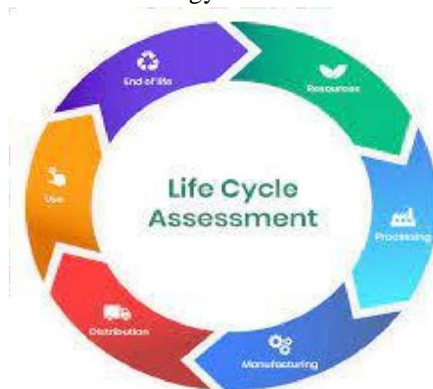 Life Cycle
Assessment
Resources
Processing
Manufacturing
Distribution
Use
End of life